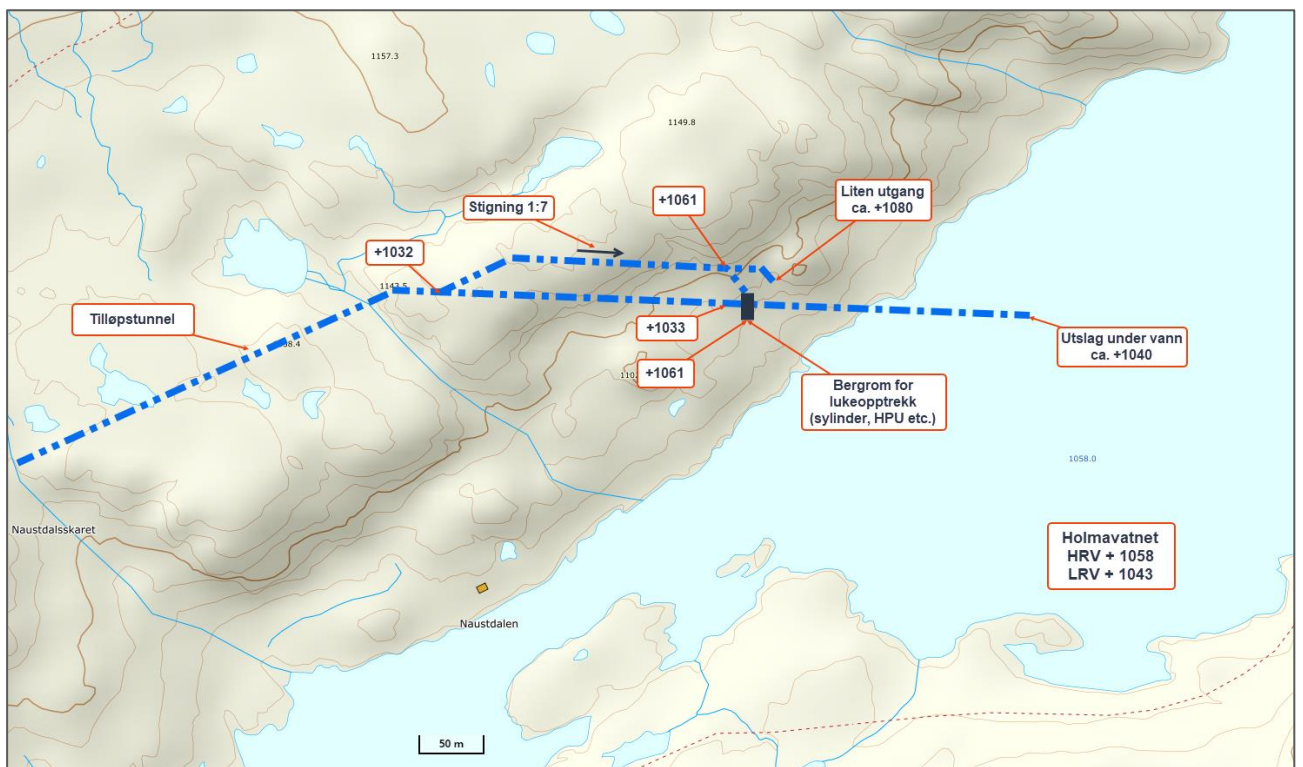 1157.3
1149.8
Liten utgang
ca. +1080
+1061
Stigning 1:7
+1032
1143.5
Tilløpstunnel
+1033
Utslag under vann
ca. +1040
+1061
Bergrom for
lukeopptrekk
(sylinder, HPU etc.)
1058.0
Naustdalsskaret
Holmavatnet
HRV + 1058
LRV + 1043
Naustdalen
50 m